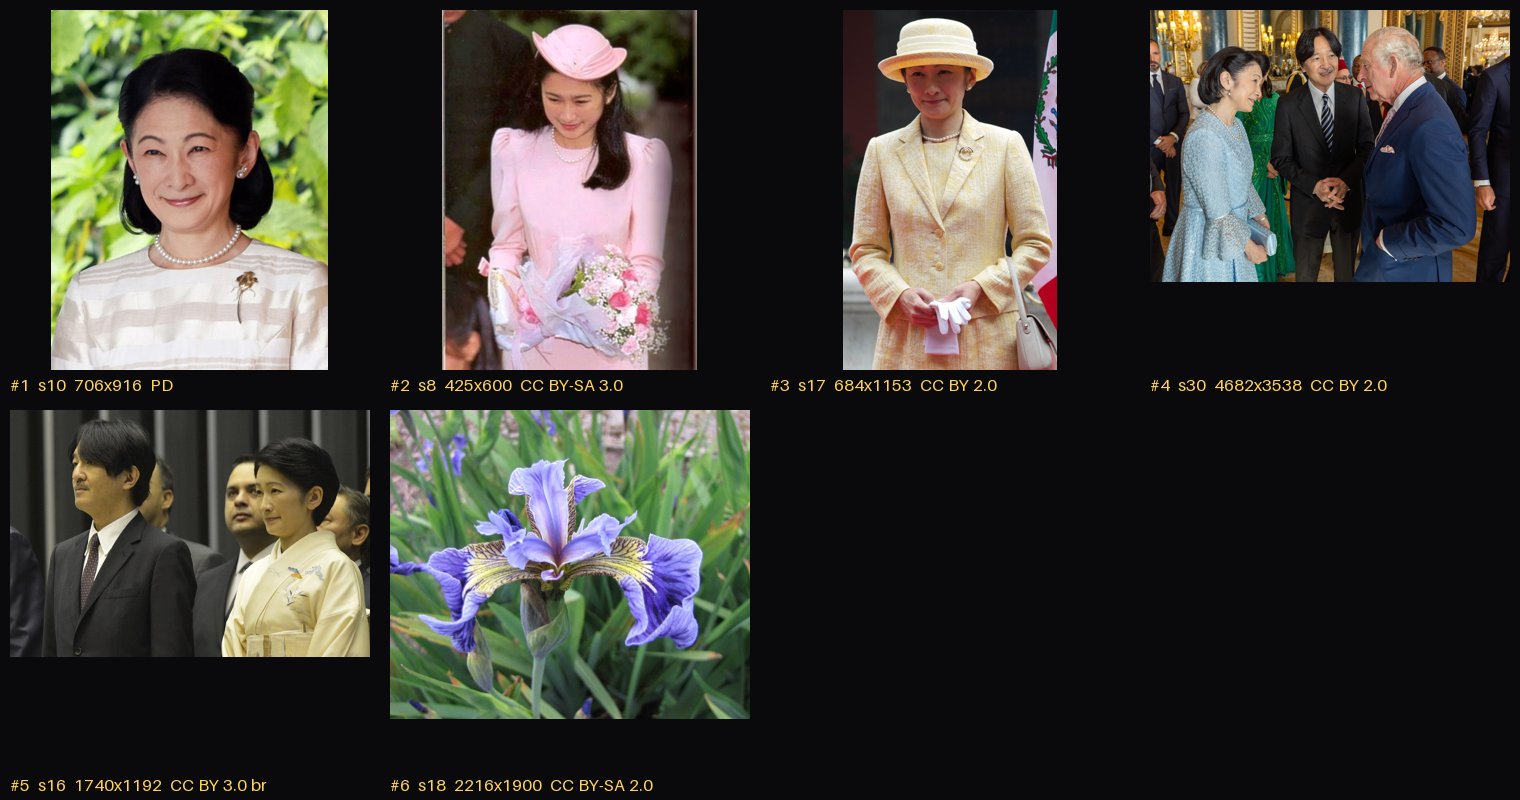 #1 s10 706x916 PD
#2 s8 425x600 CC BY-SA 3.0
#3 s17 684x1153 CC BY 2.0
#4 s30 4682x3538 CC BY 2.0
#5 s16 1740x1192 CC BY 3.0 br
#6 s18 2216x1900 CC BY-SA 2.0